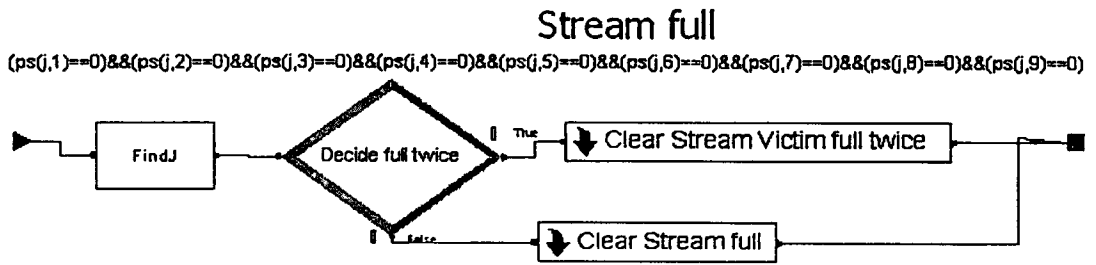 Stream full
(ps(j,1)==0)&&(ps(j,2)==0)&&(ps(j,3)==0)&&(ps(j,4)==0)&&(ps(j,5)==0)&&(ps(j,6)==0)&&(ps(j,7)==0)&&(ps(j,8)==0)&&(ps(j,9)==0)
FindJ
Decide full twice
0 True
Clear Stream Victim full twice
0 False
Clear Stream full